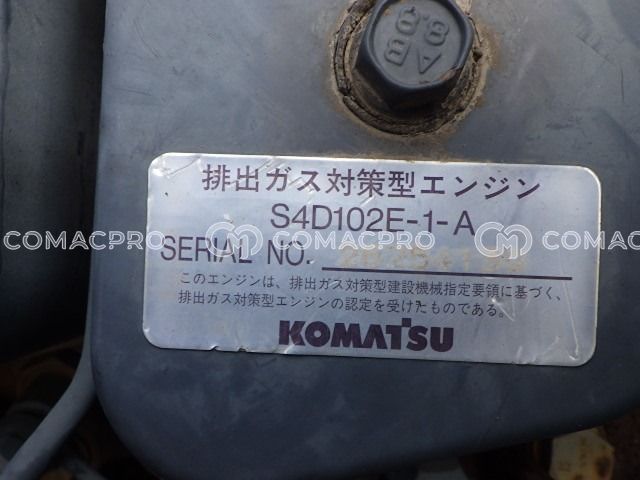 8.8
A
排出ガス対策型エンジン
S4D102E-1-A
SERIAL NO.
このエンジンは、排出ガス対策型建設機械指定要領に基づく、
排出ガス対策型エンジンの認定を受けたものである。
KOMATSU
COMACPRO COMACPRO COMACPRO COMACPRO